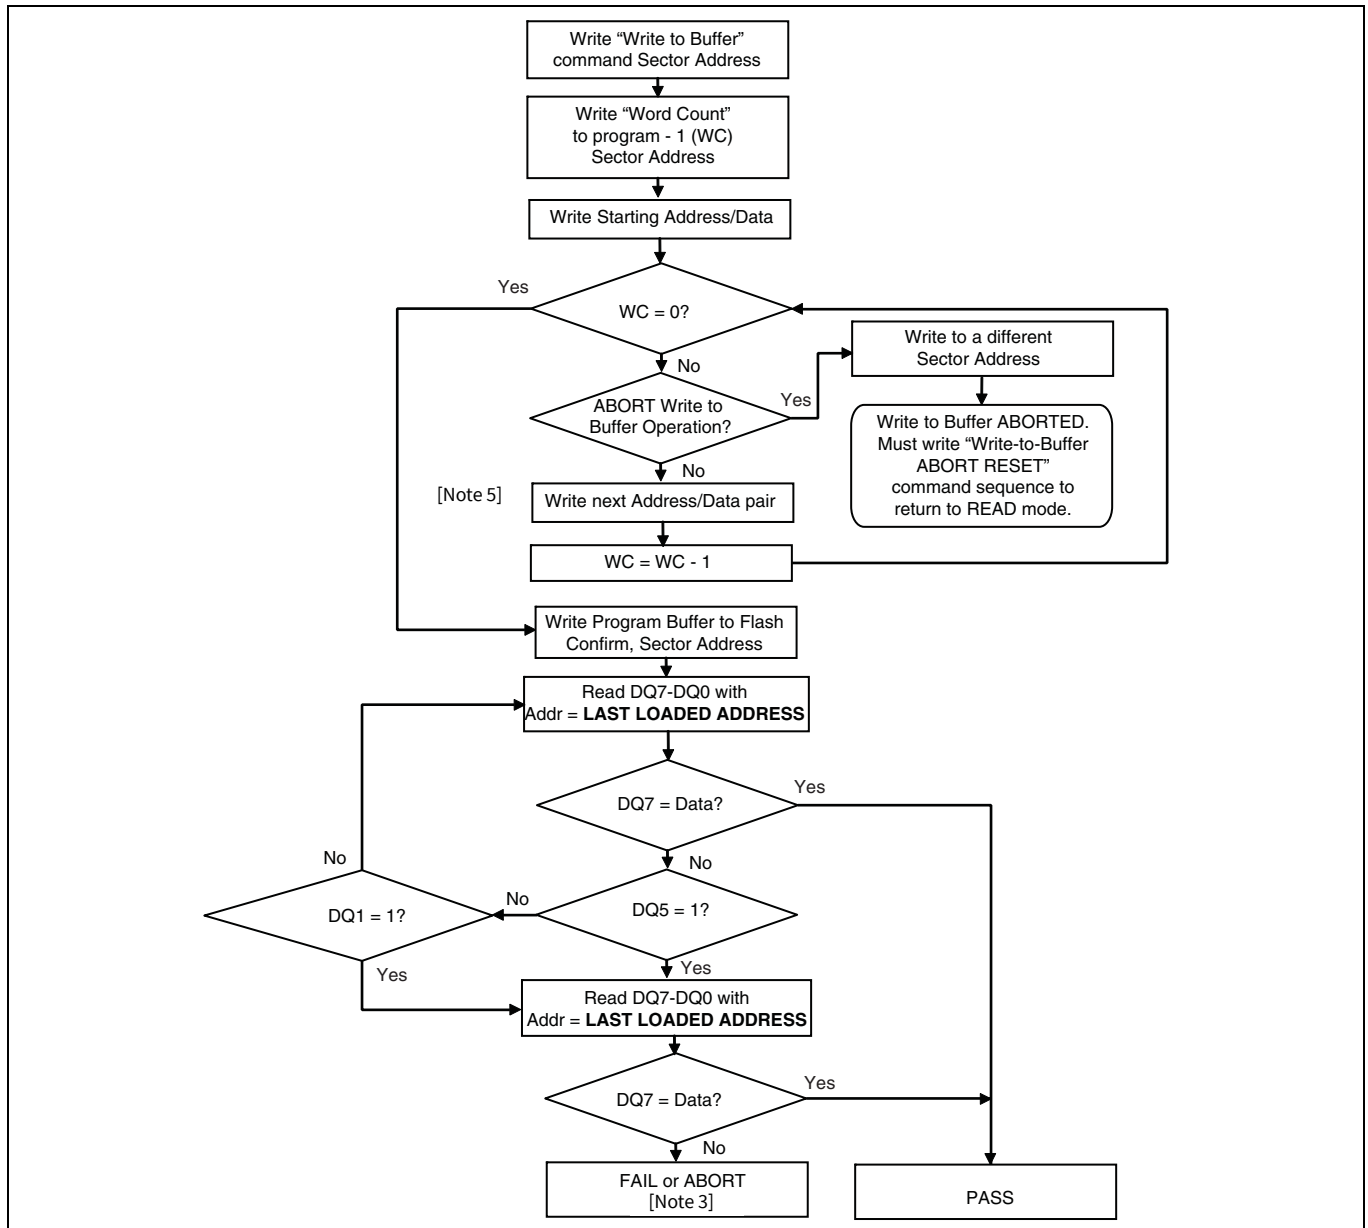 Write “Write to Buffer”
command Sector Address
Write “Word Count”
to program - 1 (WC)
Sector Address
Write Starting Address/Data
Yes
WC = 0?
No
Write to a different
Sector Address
ABORT Write to
Buffer Operation?
Yes
No
Write to Buffer ABORTED.
Must write “Write-to-Buffer
ABORT RESET”
command sequence to
return to READ mode.
[Note 5]
Write next Address/Data pair
WC = WC - 1
Write Program Buffer to Flash
Confirm, Sector Address
Read DQ7-DQ0 with
Addr = LAST LOADED ADDRESS
DQ7 = Data?
Yes
No
No
DQ1 = 1?
No
DQ5 = 1?
Yes
Yes
Read DQ7-DQ0 with
Addr = LAST LOADED ADDRESS
DQ7 = Data?
Yes
No
FAIL or ABORT
[Note 3]
PASS